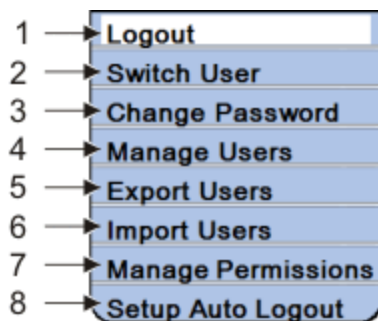 1 Logout
2 Switch User
3 Change Password
4 Manage Users
5 Export Users
6 Import Users
7 Manage Permissions
8 Setup Auto Logout